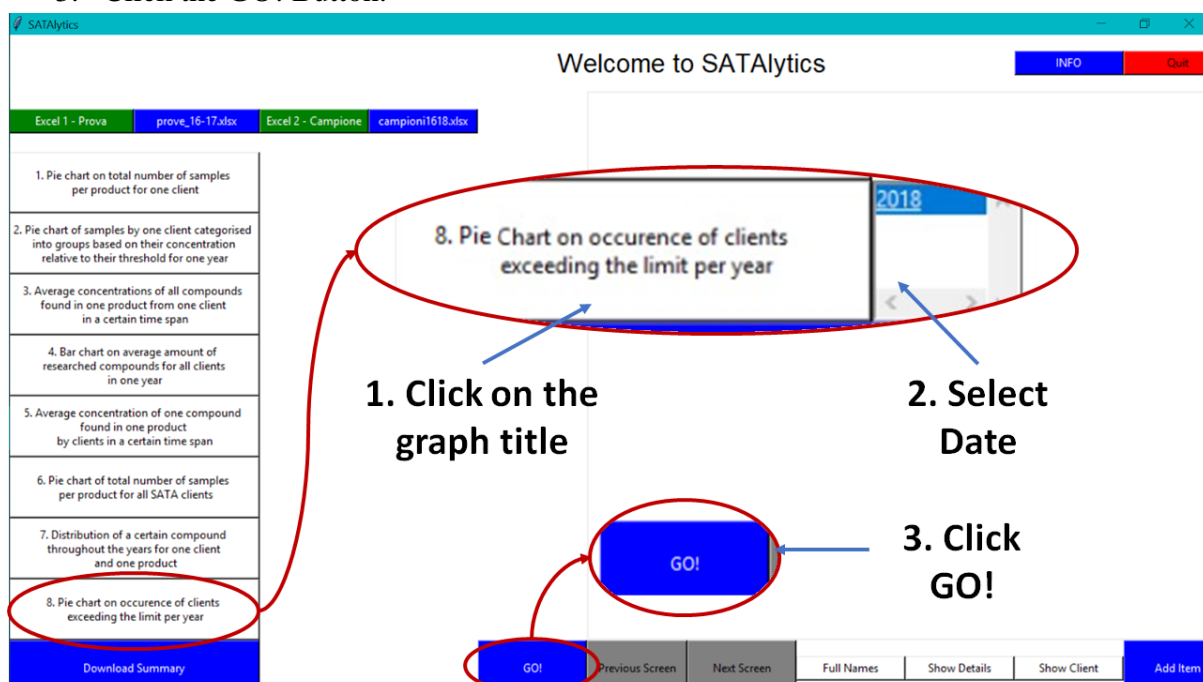 3. Click the GO! Button.
SATAlytics
Welcome to SATAlytics
INFO
Quit
Excel 1 - Prova
prove_16-17.xlsx
Excel 2 - Campione
campioni1618.xlsx
1. Pie chart on total number of samples
per product for one client
2. Pie chart of samples by one client categorised
into groups based on their concentration
relative to their threshold for one year
3. Average concentrations of all compounds
found in one product from one client
in a certain time span
4. Bar chart on average amount of
researched compounds for all clients
in one year
5. Average concentration of one compound
found in one product
by clients in a certain time span
6. Pie chart of total number of samples
per product for all SATA clients
7. Distribution of a certain compound
throughout the years for one client
and one product
8. Pie chart on occurence of clients
exceeding the limit per year
Download Summary
8. Pie Chart on occurence of clients
exceeding the limit per year
2018
1. Click on the
graph title
2. Select
Date
GO!
3. Click
GO!
GO!
Previous Screen
Next Screen
Full Names
Show Details
Show Client
Add Item